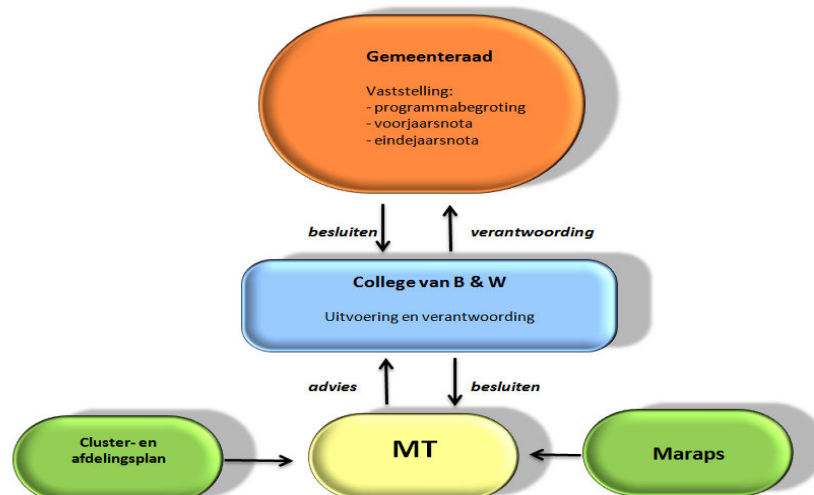 Gemeenteraad
Vaststelling:
- programmabegroting
- voorjaarsnota
- eindejaarsnota
besluiten
verantwoording
College van B & W
Uitvoering en verantwoording
advies
besluiten
Cluster- en
afdelingsplan
MT
Maraps